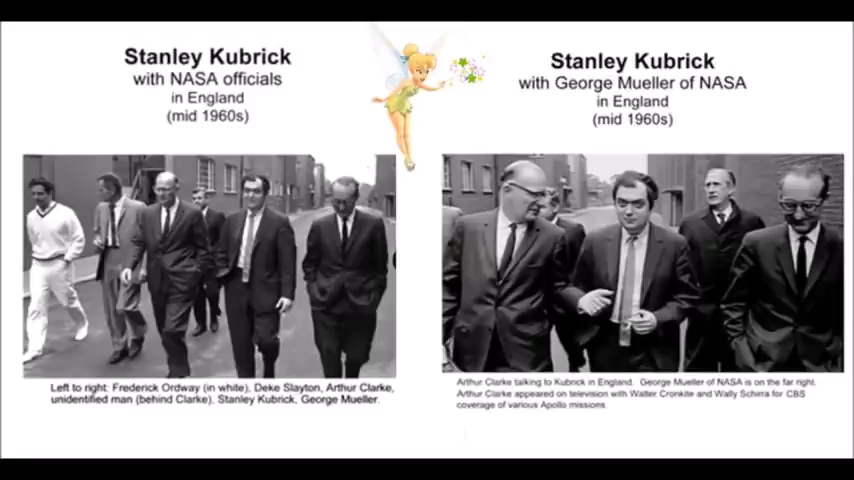 Stanley Kubrick
with NASA officials
in England
(mid 1960s)
Left to right: Frederick Ordway (in white), Deke Slayton, Arthur Clarke,
unidentified man (behind Clarke), Stanley Kubrick, George Mueller.
Stanley Kubrick
with George Mueller of NASA
in England
(mid 1960s)
Arthur Clarke talking to Kubrick in England. George Mueller of NASA is on the far right.
Arthur Clarke appeared on television with Walter Cronkite and Wally Schirra for CBS
coverage of various Apollo missions